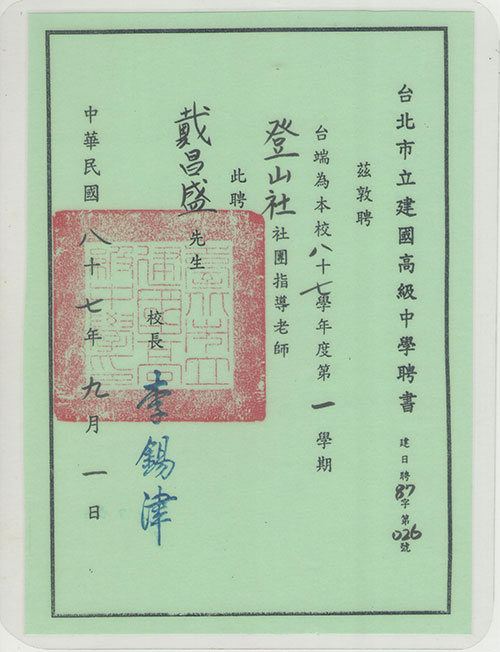 台北市立建國高級中學聘書
建日聘87字第026號
茲敦聘
台端為本校八十七學年度第一學期
登山社社團指導老師
此聘
戴昌盛先生
校長李錫津
中華民國八十七年九月一日